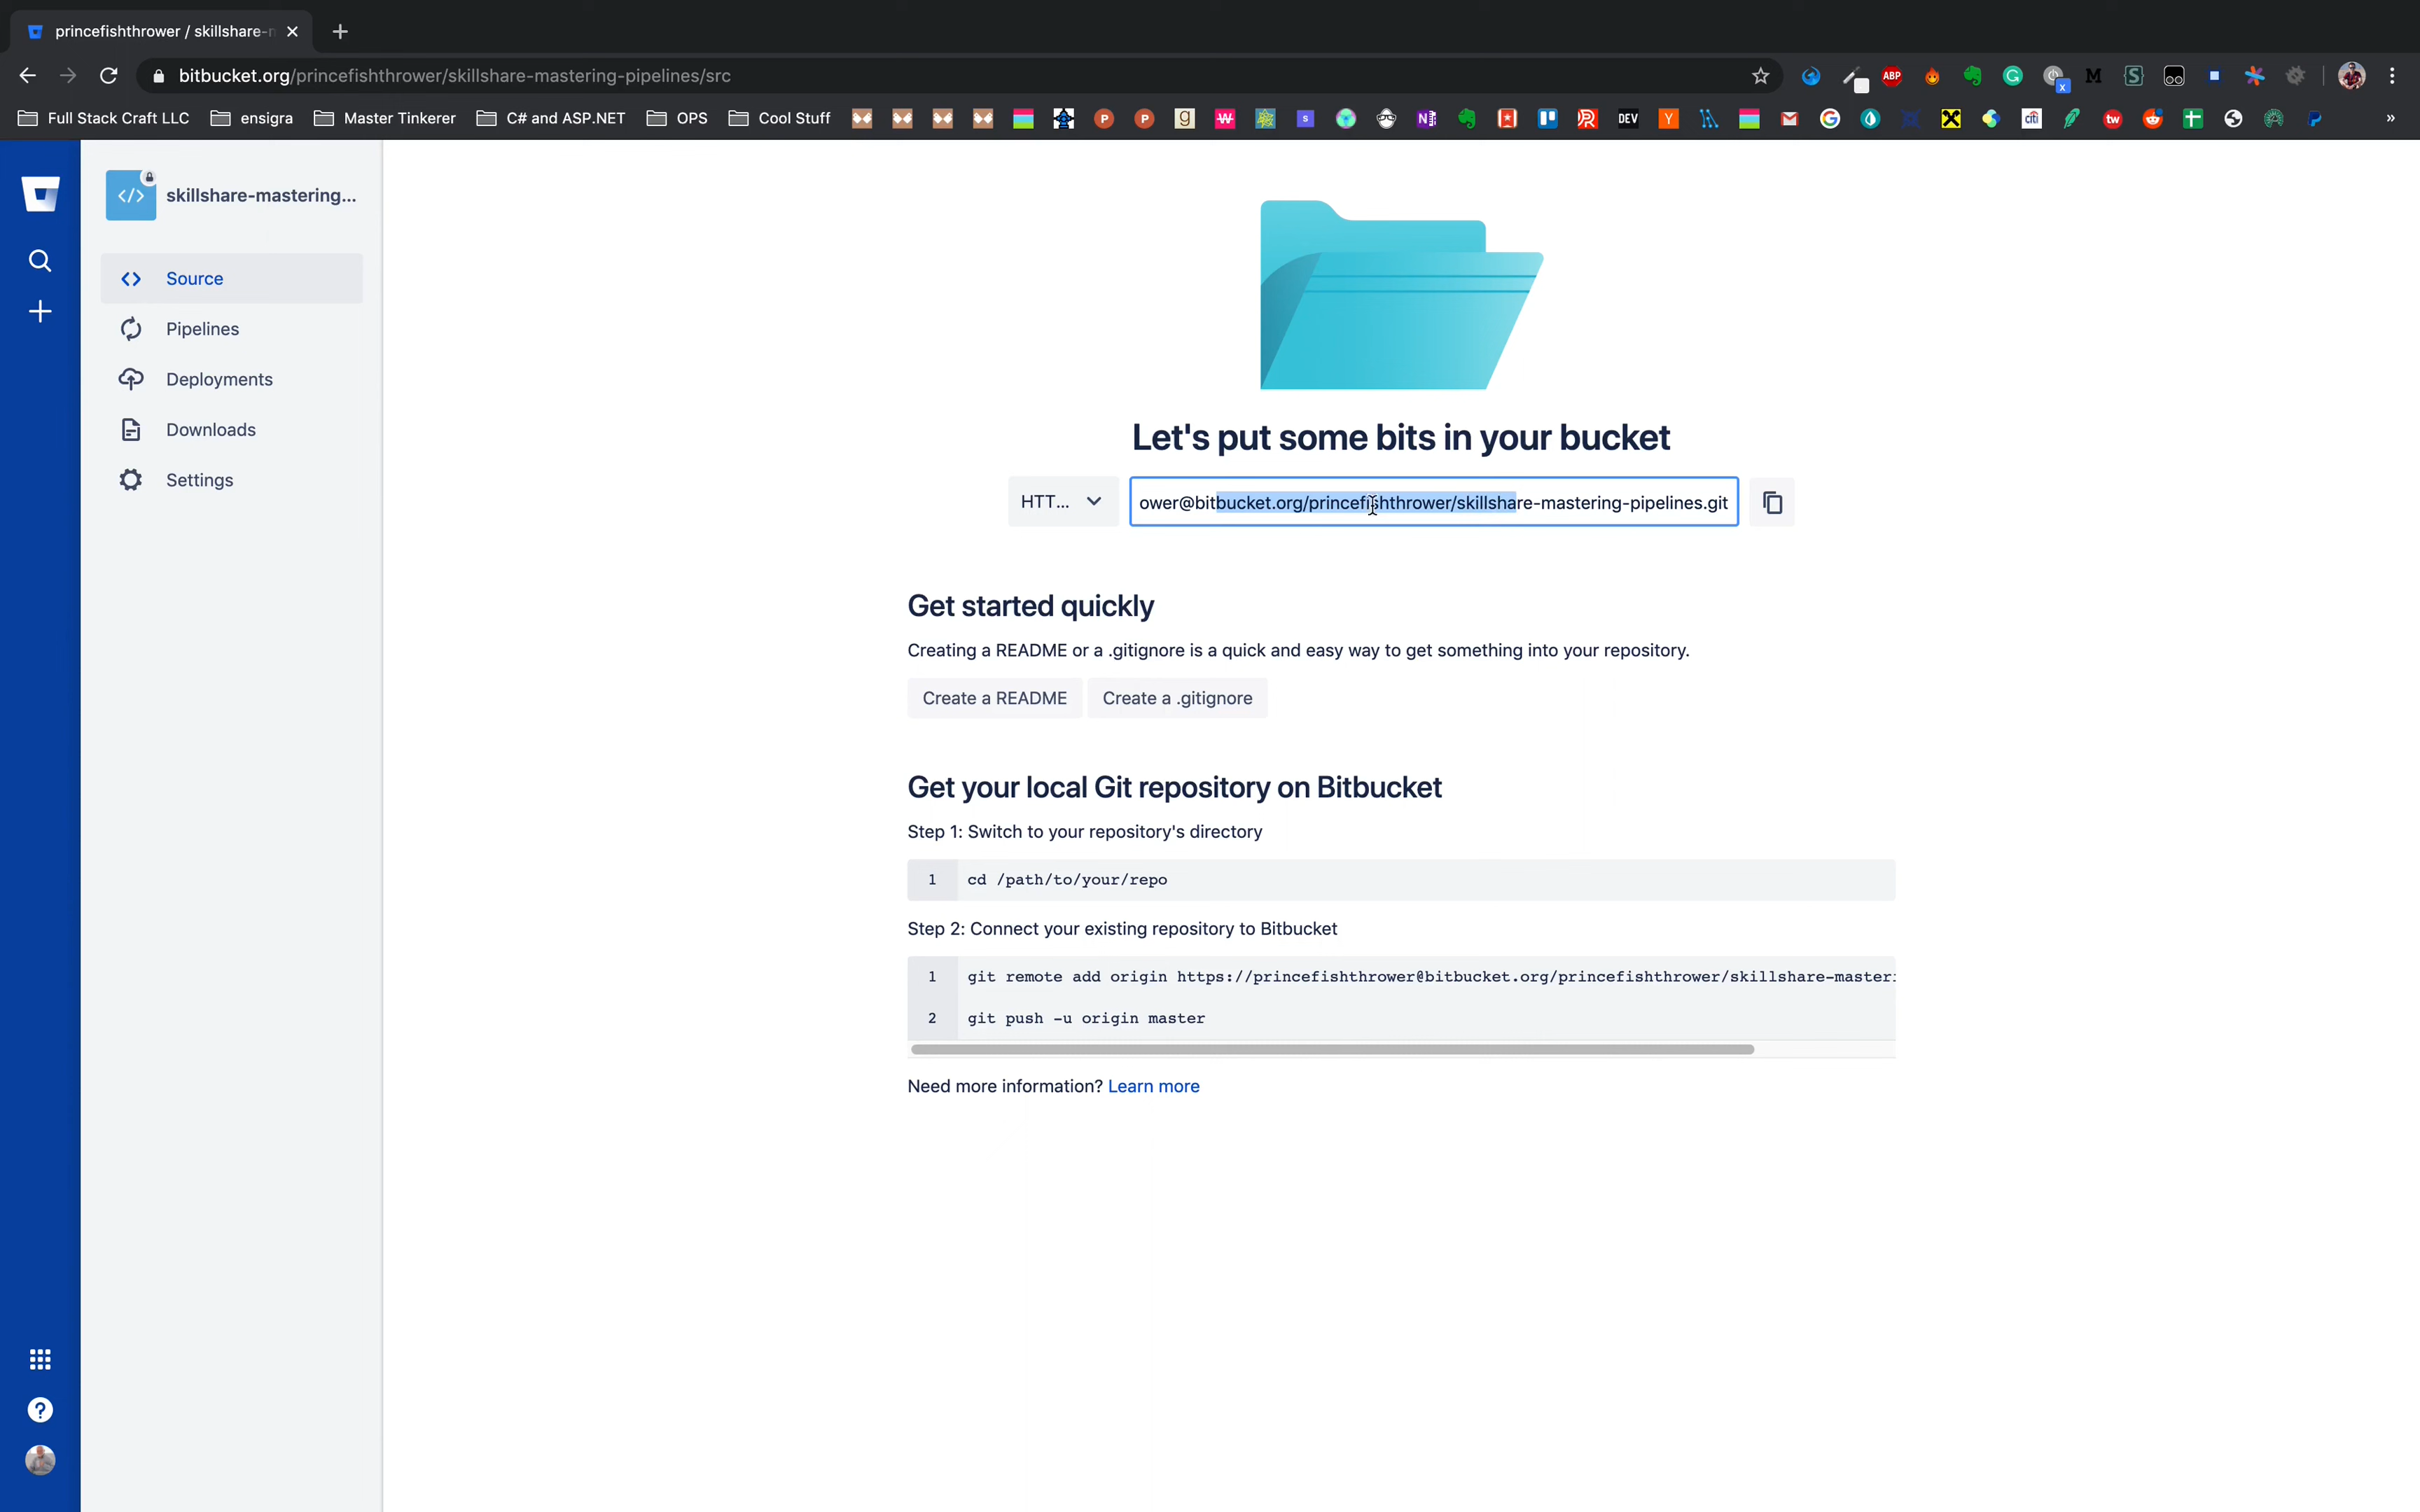 princefishthrower / skillshare-m
bitbucket.org/princefishthrower/skillshare-mastering-pipelines/src
ABP
M
S
x
Full Stack Craft LLC
ensigra
Master Tinkerer
C# and ASP.NET
OPS
Cool Stuff
P
P
g
W
S
N
DEV
Y
M
G
X
citi
tw
</>
skillshare-mastering...
Source
Pipelines
Deployments
Downloads
Settings
Let's put some bits in your bucket
HTT...
ower@bitbucket.org/princefishthrower/skillshare-mastering-pipelines.git
Get started quickly
Creating a README or a .gitignore is a quick and easy way to get something into your repository.
Create a README
Create a .gitignore
Get your local Git repository on Bitbucket
Step 1: Switch to your repository's directory
1 cd /path/to/your/repo
Step 2: Connect your existing repository to Bitbucket
1 git remote add origin https://princefishthrower@bitbucket.org/princefishthrower/skillshare-masteri
2 git push -u origin master
Need more information? Learn more